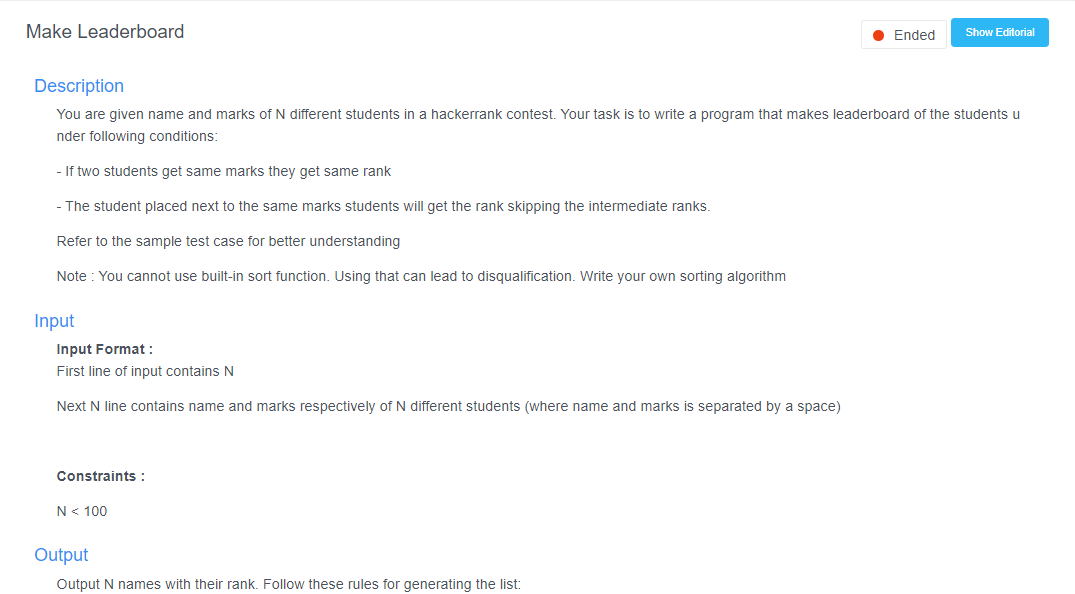 Make Leaderboard
Ended
Show Editorial
Description
You are given name and marks of N different students in a hackerrank contest. Your task is to write a program that makes leaderboard of the students u
nder following conditions:
- If two students get same marks they get same rank
- The student placed next to the same marks students will get the rank skipping the intermediate ranks.
Refer to the sample test case for better understanding
Note : You cannot use built-in sort function. Using that can lead to disqualification. Write your own sorting algorithm
Input
Input Format :
First line of input contains N
Next N line contains name and marks respectively of N different students (where name and marks is separated by a space)
Constraints :
N < 100
Output
Output N names with their rank. Follow these rules for generating the list: